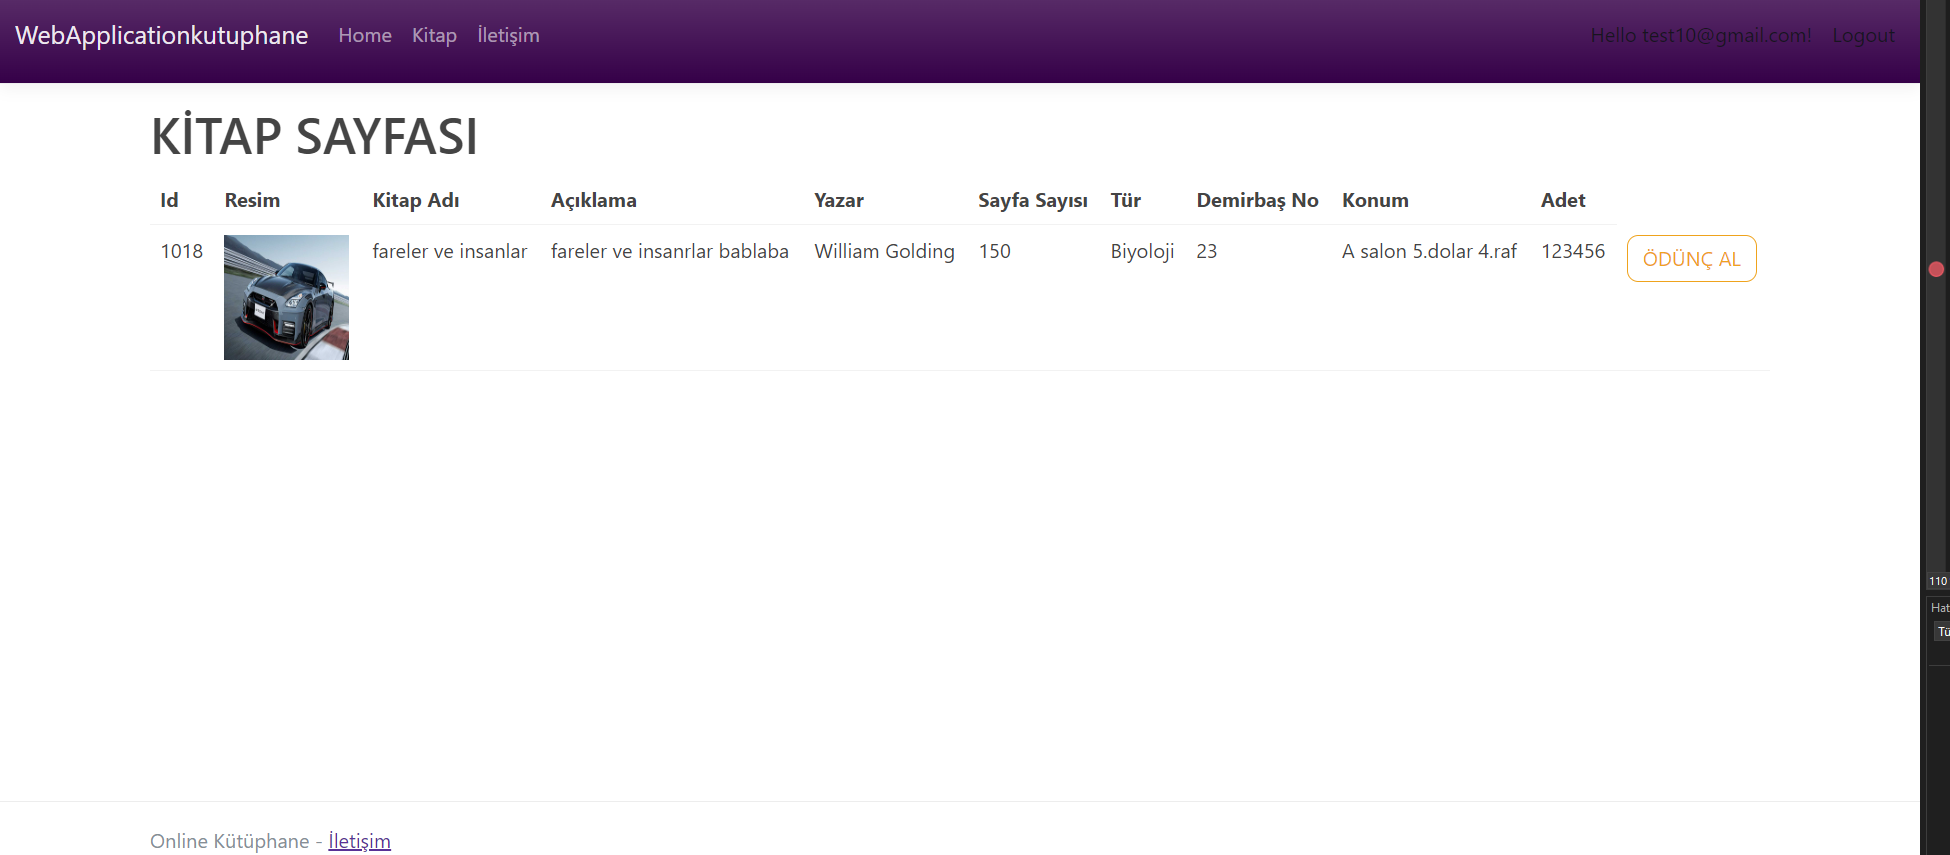 WebApplicationkutuphane Home Kitap İletişim Hello test10@gmail.com! Logout
KİTAP SAYFASI
Id Resim Kitap Adı Açıklama Yazar Sayfa Sayısı Tür Demirbaş No Konum Adet
1018 fareler ve insanlar fareler ve insanrlar bablaba William Golding 150 Biyoloji 23 A salon 5.dolar 4.raf 123456 ÖDÜNÇ AL
110
Hat
Tü
Online Kütüphane - İletişim